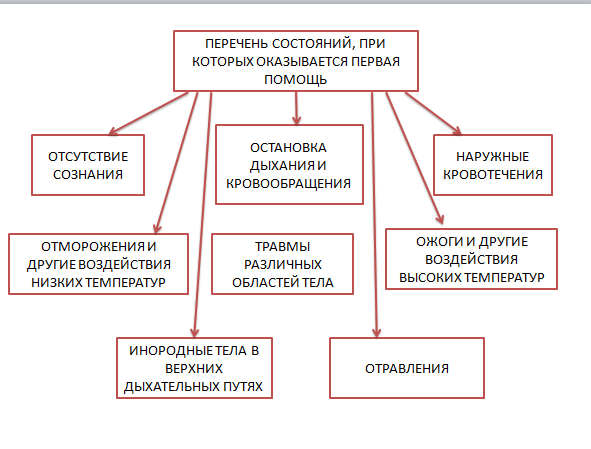 ПЕРЕЧЕНЬ СОСТОЯНИЙ, ПРИ
КОТОРЫХ ОКАЗЫВАЕТСЯ ПЕРВАЯ
ПОМОЩЬ
ОТСУТСТВИЕ
СОЗНАНИЯ
ОСТАНОВКА
ДЫХАНИЯ И
КРОВООБРАЩЕНИЯ
НАРУЖНЫЕ
КРОВОТЕЧЕНИЯ
ОТМОРОЖЕНИЯ И
ДРУГИЕ ВОЗДЕЙСТВИЯ
НИЗКИХ ТЕМПЕРАТУР
ТРАВМЫ
РАЗЛИЧНЫХ
ОБЛАСТЕЙ ТЕЛА
ОЖОГИ И ДРУГИЕ
ВОЗДЕЙСТВИЯ
ВЫСОКИХ ТЕМПЕРАТУР
ИНОРОДНЫЕ ТЕЛА В
ВЕРХНИХ
ДЫХАТЕЛЬНЫХ ПУТЯХ
ОТРАВЛЕНИЯ